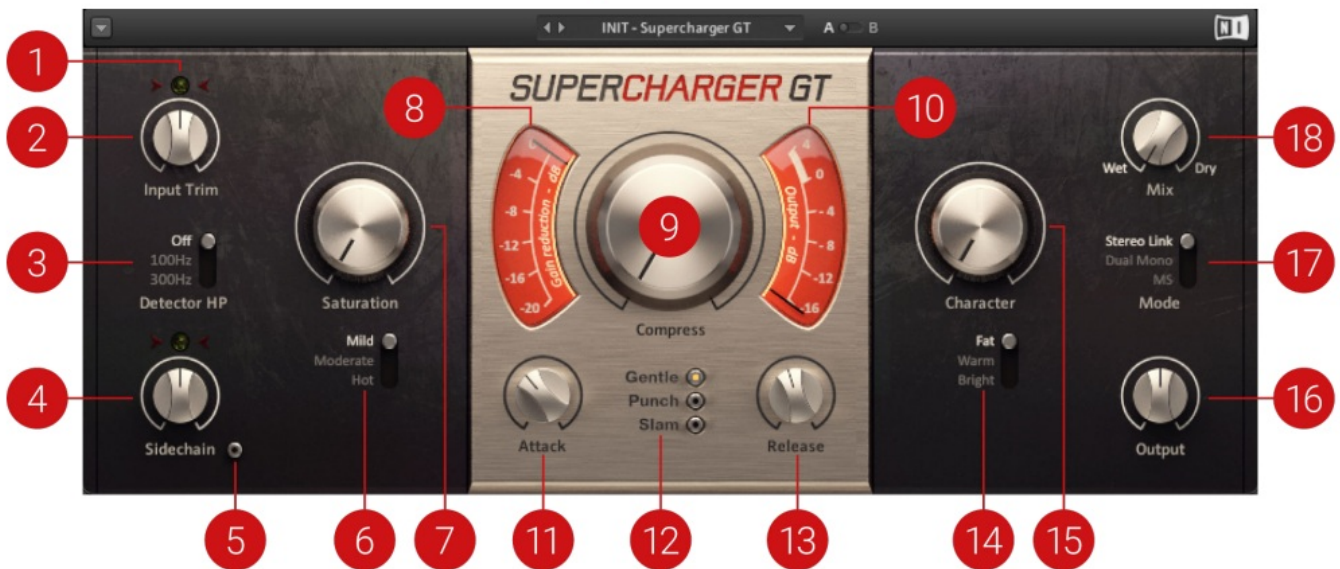 INIT - Supercharger GT
A B
NI
SUPERCHARGER GT
1
2
Input Trim
3
Off
100Hz
300Hz
Detector HP
4
Sidechain
5
Saturation
Mild
Moderate
Hot
6
7
8
0
-4
-8
-12
-16
-20
Gain reduction - dB
9
Compress
10
4
0
-4
-8
-12
-16
Output - dB
Attack
11
Gentle
Punch
Slam
12
Release
13
Character
Fat
Warm
Bright
14
15
Wet Dry
Mix
18
Stereo Link
Dual Mono
MS
Mode
17
Output
16